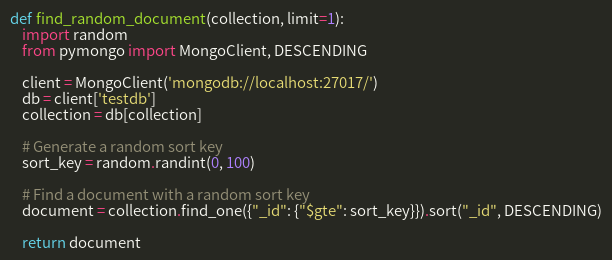 def find_random_document(collection, limit=1):
    import random
    from pymongo import MongoClient, DESCENDING

    client = MongoClient('mongodb://localhost:27017/')
    db = client['testdb']
    collection = db[collection]

    # Generate a random sort key
    sort_key = random.randint(0, 100)

    # Find a document with a random sort key
    document = collection.find_one({"_id": {"$gte": sort_key}}).sort("_id", DESCENDING)

    return document